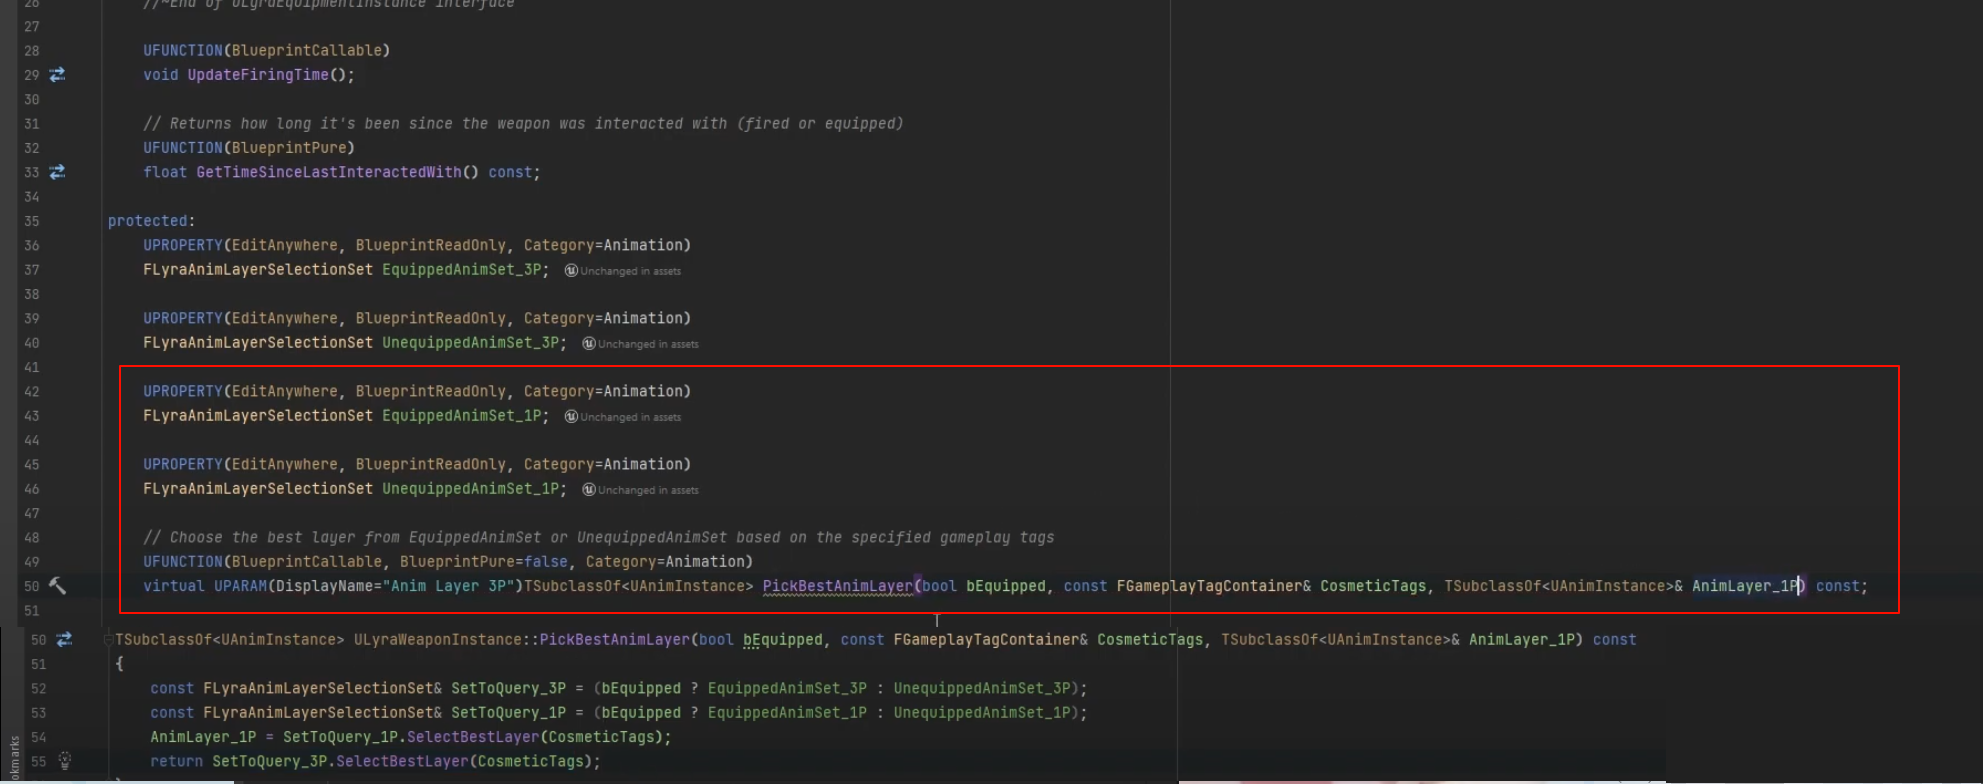 26 //~End of ULyraEquipmentInstance interface
27
28 UFUNCTION(BlueprintCallable)
29 void UpdateFiringTime();
30
31 // Returns how long it's been since the weapon was interacted with (fired or equipped)
32 UFUNCTION(BlueprintPure)
33 float GetTimeSinceLastInteractedWith() const;
34
35 protected:
36 UPROPERTY(EditAnywhere, BlueprintReadOnly, Category=Animation)
37 FLyraAnimLayerSelectionSet EquippedAnimSet_3P; Unchanged in assets
38
39 UPROPERTY(EditAnywhere, BlueprintReadOnly, Category=Animation)
40 FLyraAnimLayerSelectionSet UnequippedAnimSet_3P; Unchanged in assets
41
42 UPROPERTY(EditAnywhere, BlueprintReadOnly, Category=Animation)
43 FLyraAnimLayerSelectionSet EquippedAnimSet_1P; Unchanged in assets
44
45 UPROPERTY(EditAnywhere, BlueprintReadOnly, Category=Animation)
46 FLyraAnimLayerSelectionSet UnequippedAnimSet_1P; Unchanged in assets
47
48 // Choose the best layer from EquippedAnimSet or UnequippedAnimSet based on the specified gameplay tags
49 UFUNCTION(BlueprintCallable, BlueprintPure=false, Category=Animation)
50 virtual UPARAM(DisplayName="Anim Layer 3P")TSubclassOf<UAnimInstance> PickBestAnimLayer(bool bEquipped, const FGameplayTagContainer& CosmeticTags, TSubclassOf<UAnimInstance>& AnimLayer_1P) const;
51
50 TSubclassOf<UAnimInstance> ULyraWeaponInstance::PickBestAnimLayer(bool bEquipped, const FGameplayTagContainer& CosmeticTags, TSubclassOf<UAnimInstance>& AnimLayer_1P) const
51 {
52 const FLyraAnimLayerSelectionSet& SetToQuery_3P = (bEquipped ? EquippedAnimSet_3P : UnequippedAnimSet_3P);
53 const FLyraAnimLayerSelectionSet& SetToQuery_1P = (bEquipped ? EquippedAnimSet_1P : UnequippedAnimSet_1P);
54 AnimLayer_1P = SetToQuery_1P.SelectBestLayer(CosmeticTags);
55 return SetToQuery_3P.SelectBestLayer(CosmeticTags);